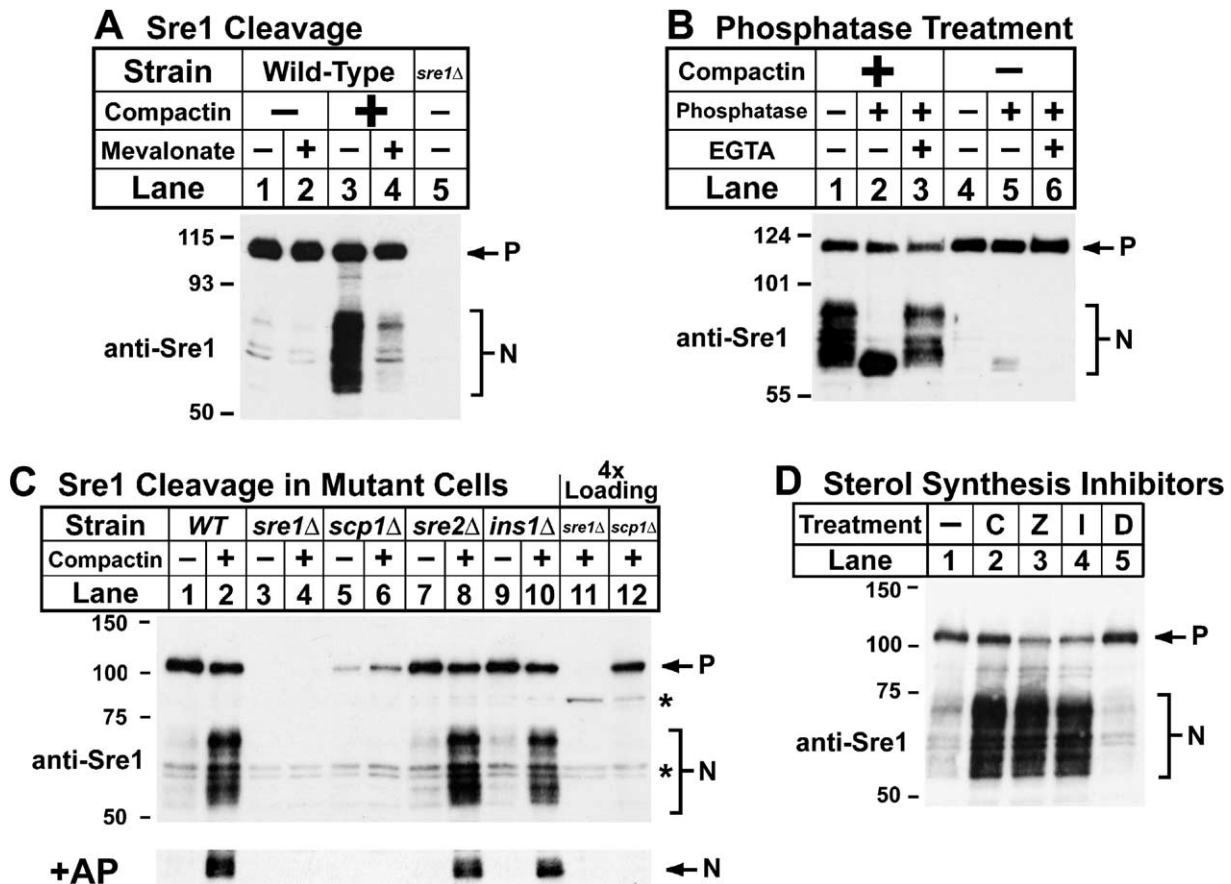 A Sre1 Cleavage
Strain Wild-Type sre1Δ
Compactin − + −
Mevalonate − + − + −
Lane 1 2 3 4 5
115 –
P
93 –
anti-Sre1
N
50 –
B Phosphatase Treatment
Compactin + −
Phosphatase − + + − + +
EGTA − − + − − +
Lane 1 2 3 4 5 6
124 –
P
101 –
anti-Sre1
N
55 –
C Sre1 Cleavage in Mutant Cells
4x
Loading
Strain WT sre1Δ scp1Δ sre2Δ ins1Δ sre1Δ scp1Δ
Compactin − + − + − + − + − + + +
Lane 1 2 3 4 5 6 7 8 9 10 11 12
150 –
100 –
P
*
75 –
anti-Sre1
* N
50 –
+AP
N
D Sterol Synthesis Inhibitors
Treatment − C Z I D
Lane 1 2 3 4 5
150 –
100 –
P
75 –
anti-Sre1
N
50 –